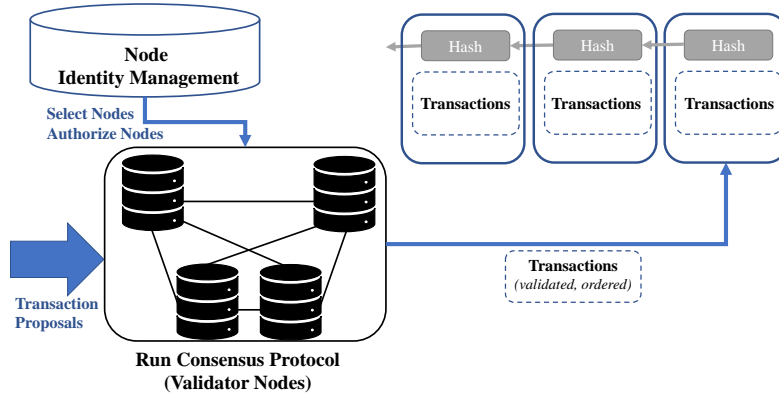 Node
Identity Management
Select Nodes
Authorize Nodes
Hash
Hash
Hash
Transactions
Transactions
Transactions
Transaction
Proposals
Transactions
(validated, ordered)
Run Consensus Protocol
(Validator Nodes)